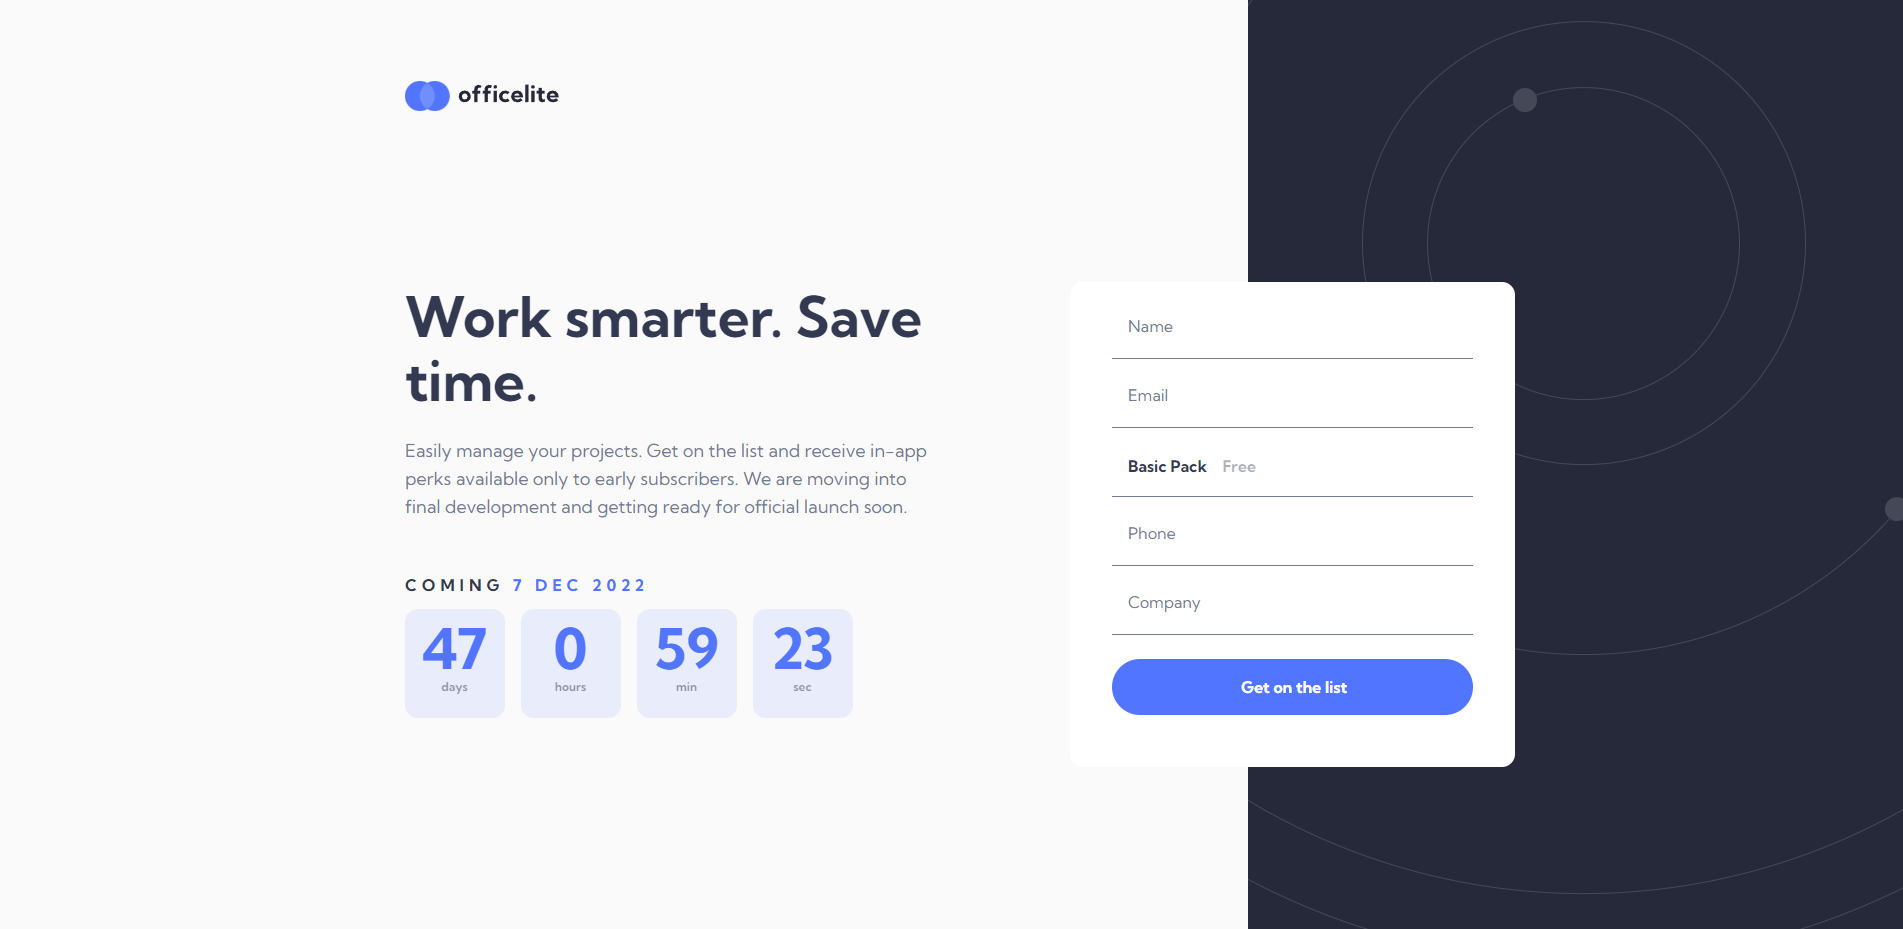 officelite
Work smarter. Save
time.
Easily manage your projects. Get on the list and receive in-app
perks available only to early subscribers. We are moving into
final development and getting ready for official launch soon.
COMING 7 DEC 2022
47 0 59 23
days hours min sec
Name
Email
Basic Pack Free
Phone
Company
Get on the list